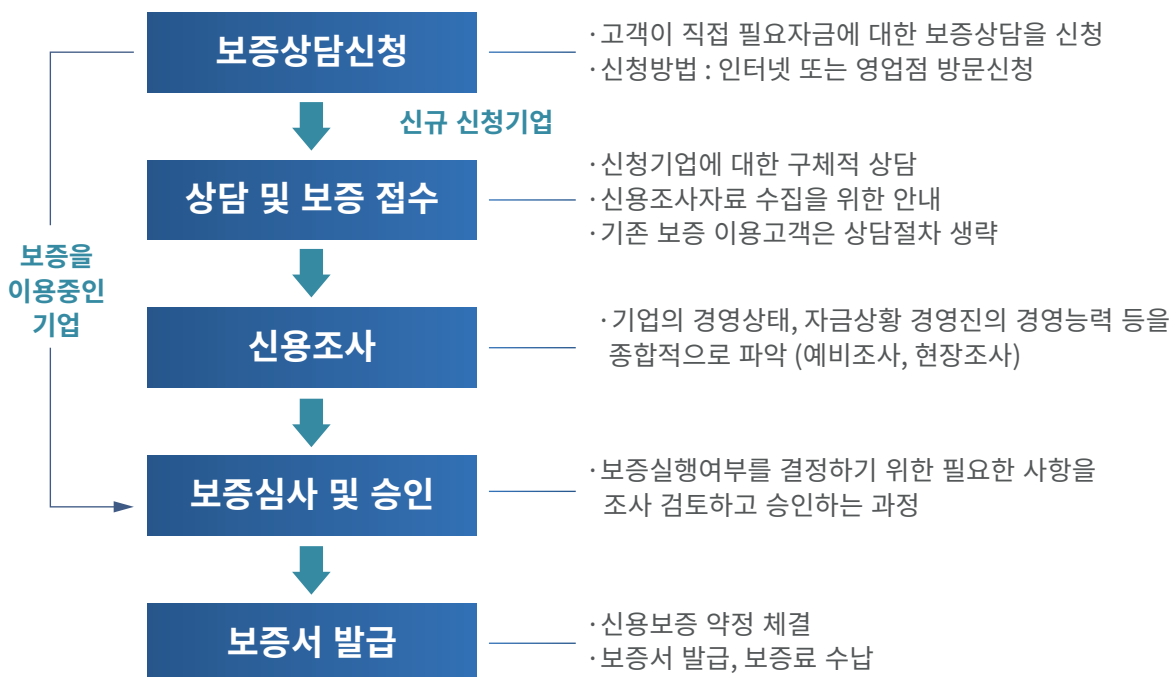 보증상담신청
·고객이 직접 필요자금에 대한 보증상담을 신청
·신청방법 : 인터넷 또는 영업점 방문신청
신규 신청기업
상담 및 보증 접수
·신청기업에 대한 구체적 상담
·신용조사자료 수집을 위한 안내
·기존 보증 이용고객은 상담절차 생략
보증을
이용중인
기업
신용조사
·기업의 경영상태, 자금상황 경영진의 경영능력 등을
종합적으로 파악 (예비조사, 현장조사)
보증심사 및 승인
·보증실행여부를 결정하기 위한 필요한 사항을
조사 검토하고 승인하는 과정
보증서 발급
·신용보증 약정 체결
·보증서 발급, 보증료 수납